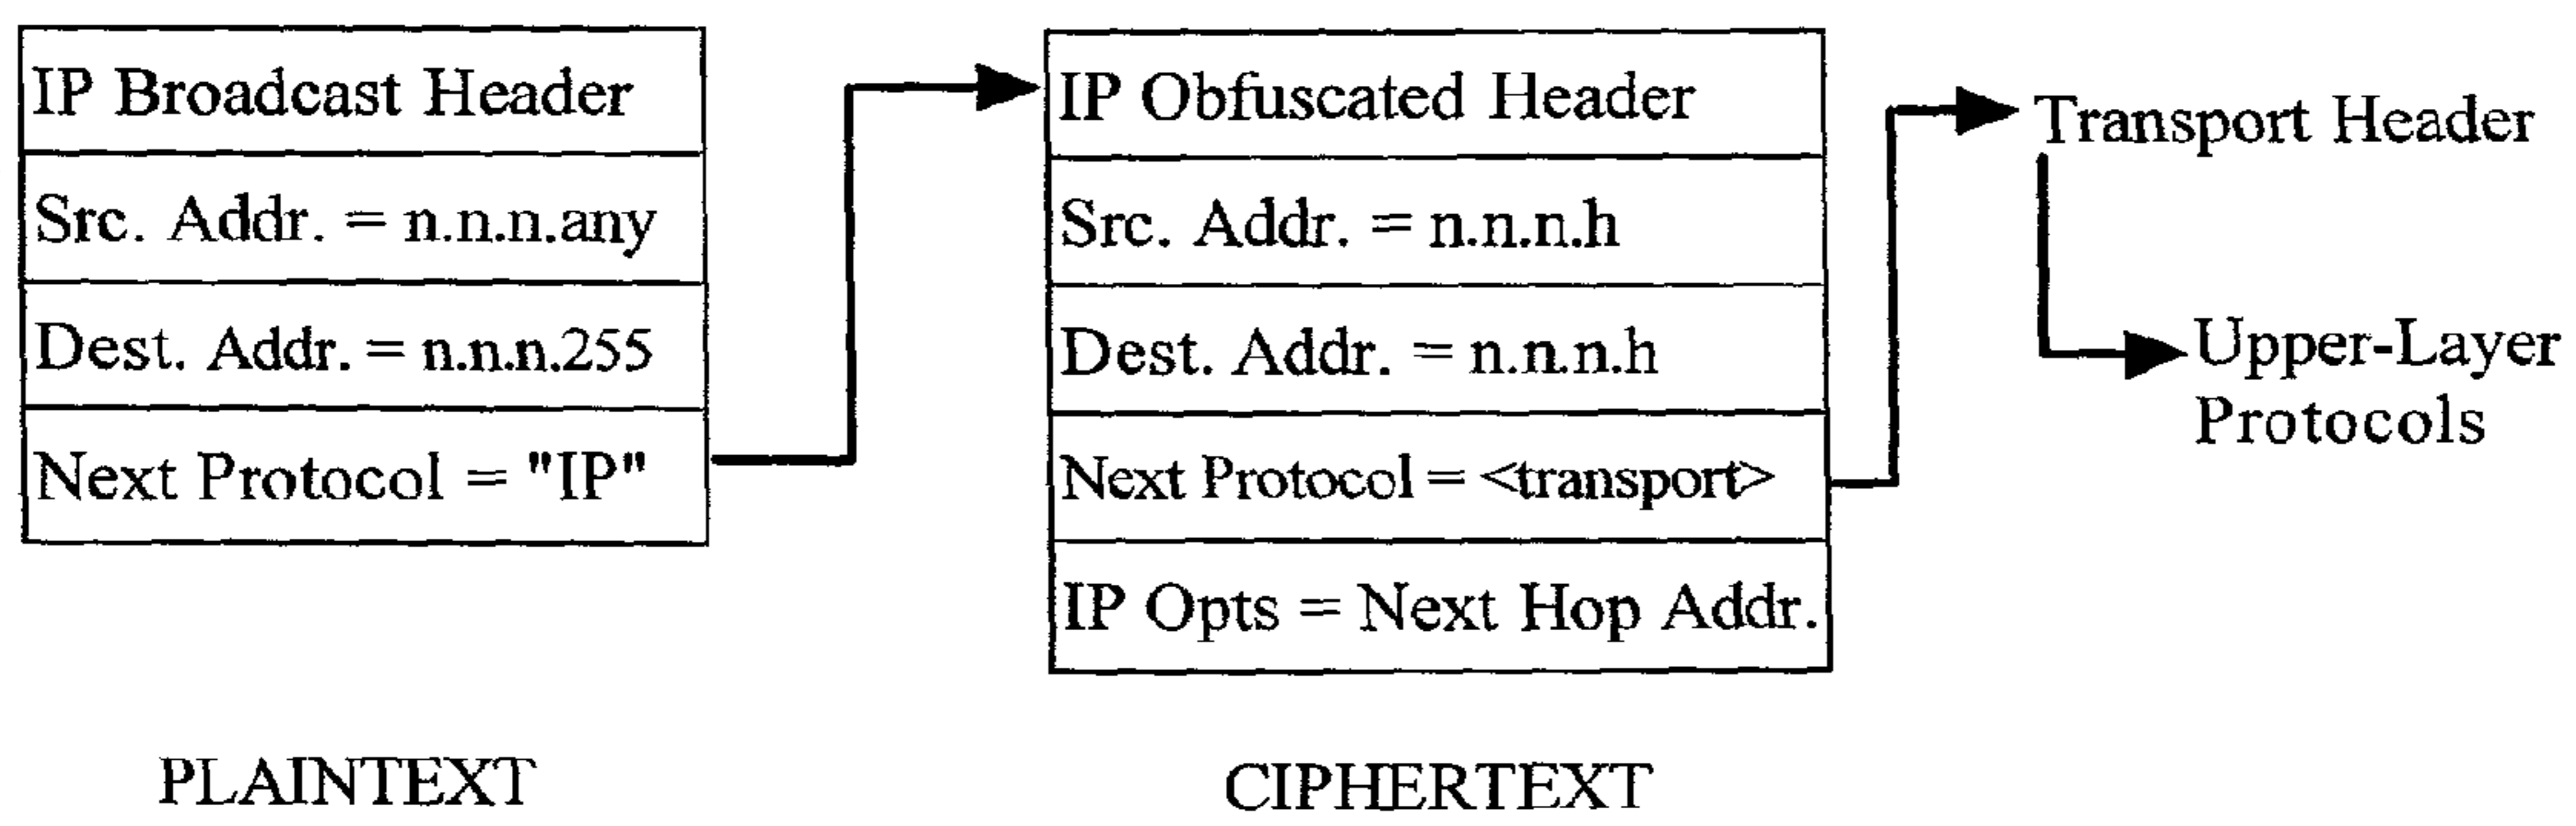 IP Broadcast Header
Src. Addr. = n.n.n.any
Dest. Addr. = n.n.n.255
Next Protocol = "IP"
PLAINTEXT
IP Obfuscated Header
Src. Addr. = n.n.n.h
Dest. Addr. = n.n.n.h
Next Protocol = <transport>
IP Opts = Next Hop Addr.
CIPHERTEXT
Transport Header
Upper-Layer
Protocols